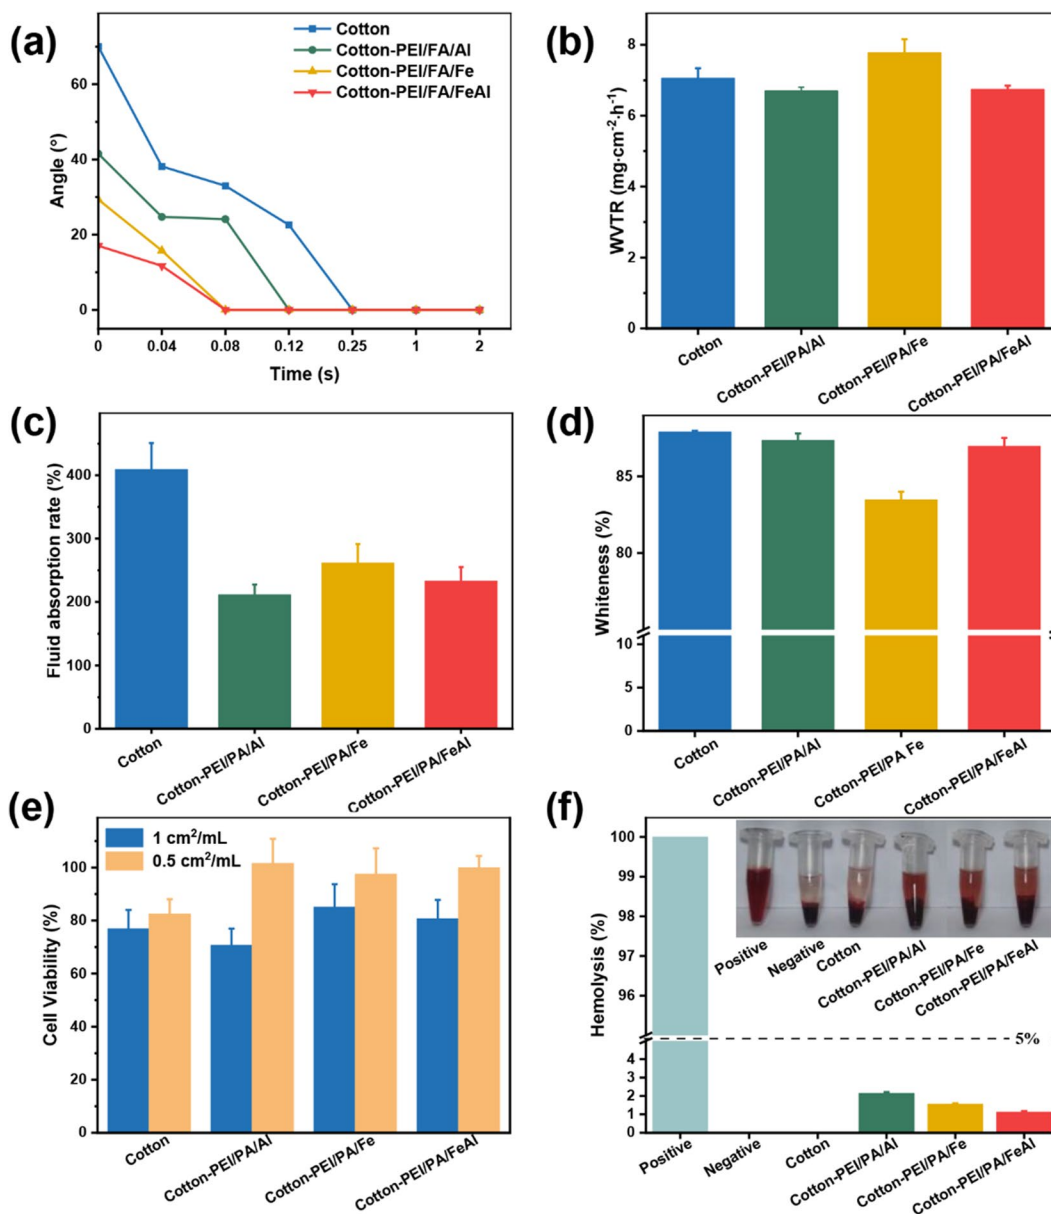 (a)
Cotton
Cotton-PEI/FA/Al
Cotton-PEI/FA/Fe
Cotton-PEI/FA/FeAl
60
40
20
0
Angle (°)
0 0.04 0.08 0.12 0.25 1 2
Time (s)
(b)
8
6
4
2
0
WVTR (mg·cm⁻²·h⁻¹)
Cotton
Cotton-PEI/PA/Al
Cotton-PEI/PA/Fe
Cotton-PEI/PA/FeAl
(c)
400
300
200
100
0
Fluid absorption rate (%)
Cotton
Cotton-PEI/PA/Al
Cotton-PEI/PA/Fe
Cotton-PEI/PA/FeAl
(d)
85
80
10
5
0
Whiteness (%)
Cotton
Cotton-PEI/PA/Al
Cotton-PEI/PA Fe
Cotton-PEI/PA/FeAl
(e)
1 cm²/mL
0.5 cm²/mL
100
80
60
40
20
0
Cell Viability (%)
Cotton
Cotton-PEI/PA/Al
Cotton-PEI/PA/Fe
Cotton-PEI/PA/FeAl
(f)
100
99
98
97
96
4
3
2
1
0
Hemolysis (%)
Positive
Negative
Cotton
Cotton-PEI/PA/Al
Cotton-PEI/PA/Fe
Cotton-PEI/PA/FeAl
5%
Positive
Negative
Cotton
Cotton-PEI/PA/Al
Cotton-PEI/PA/Fe
Cotton-PEI/PA/FeAl